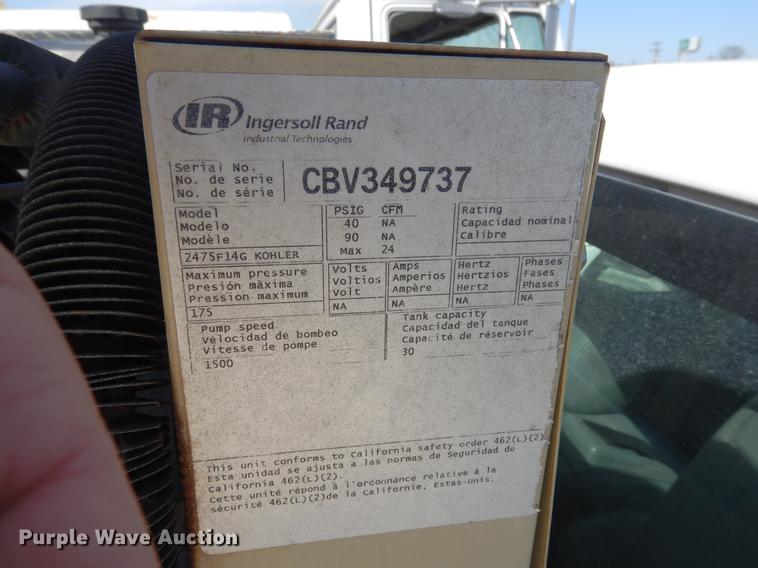 IR Ingersoll Rand
Industrial Technologies
Serial No.
No. de serie
No. de série
CBV349737
Model
Modelo
Modèle
2475F14G KOHLER
PSIG CFM
40 NA
90 NA
Max 24
Rating
Capacidad nominal
Calibre
Maximum pressure
Presión màxima
Pression maximum
175
Volts
Voltios
Volt
NA
Amps
Amperios
Ampère
NA
Hertz
Hertzios
Hertz
NA
Phases
Fases
Phases
NA
Pump speed
Velocidad de bombeo
Vitesse de pompe
1500
Tank capacity
Capacidad del tanque
Capacité de réservoir
30
This unit conforms to California safety order 462(L)(2)
Esta unidad se ajusta a las normas de Seguridad de
California 462(L)(2).
Cette unité répond à l'ordonnance relative à la
sécurité 462(L)(2)de la Californie, Estas-Unis.
Purple Wave Auction